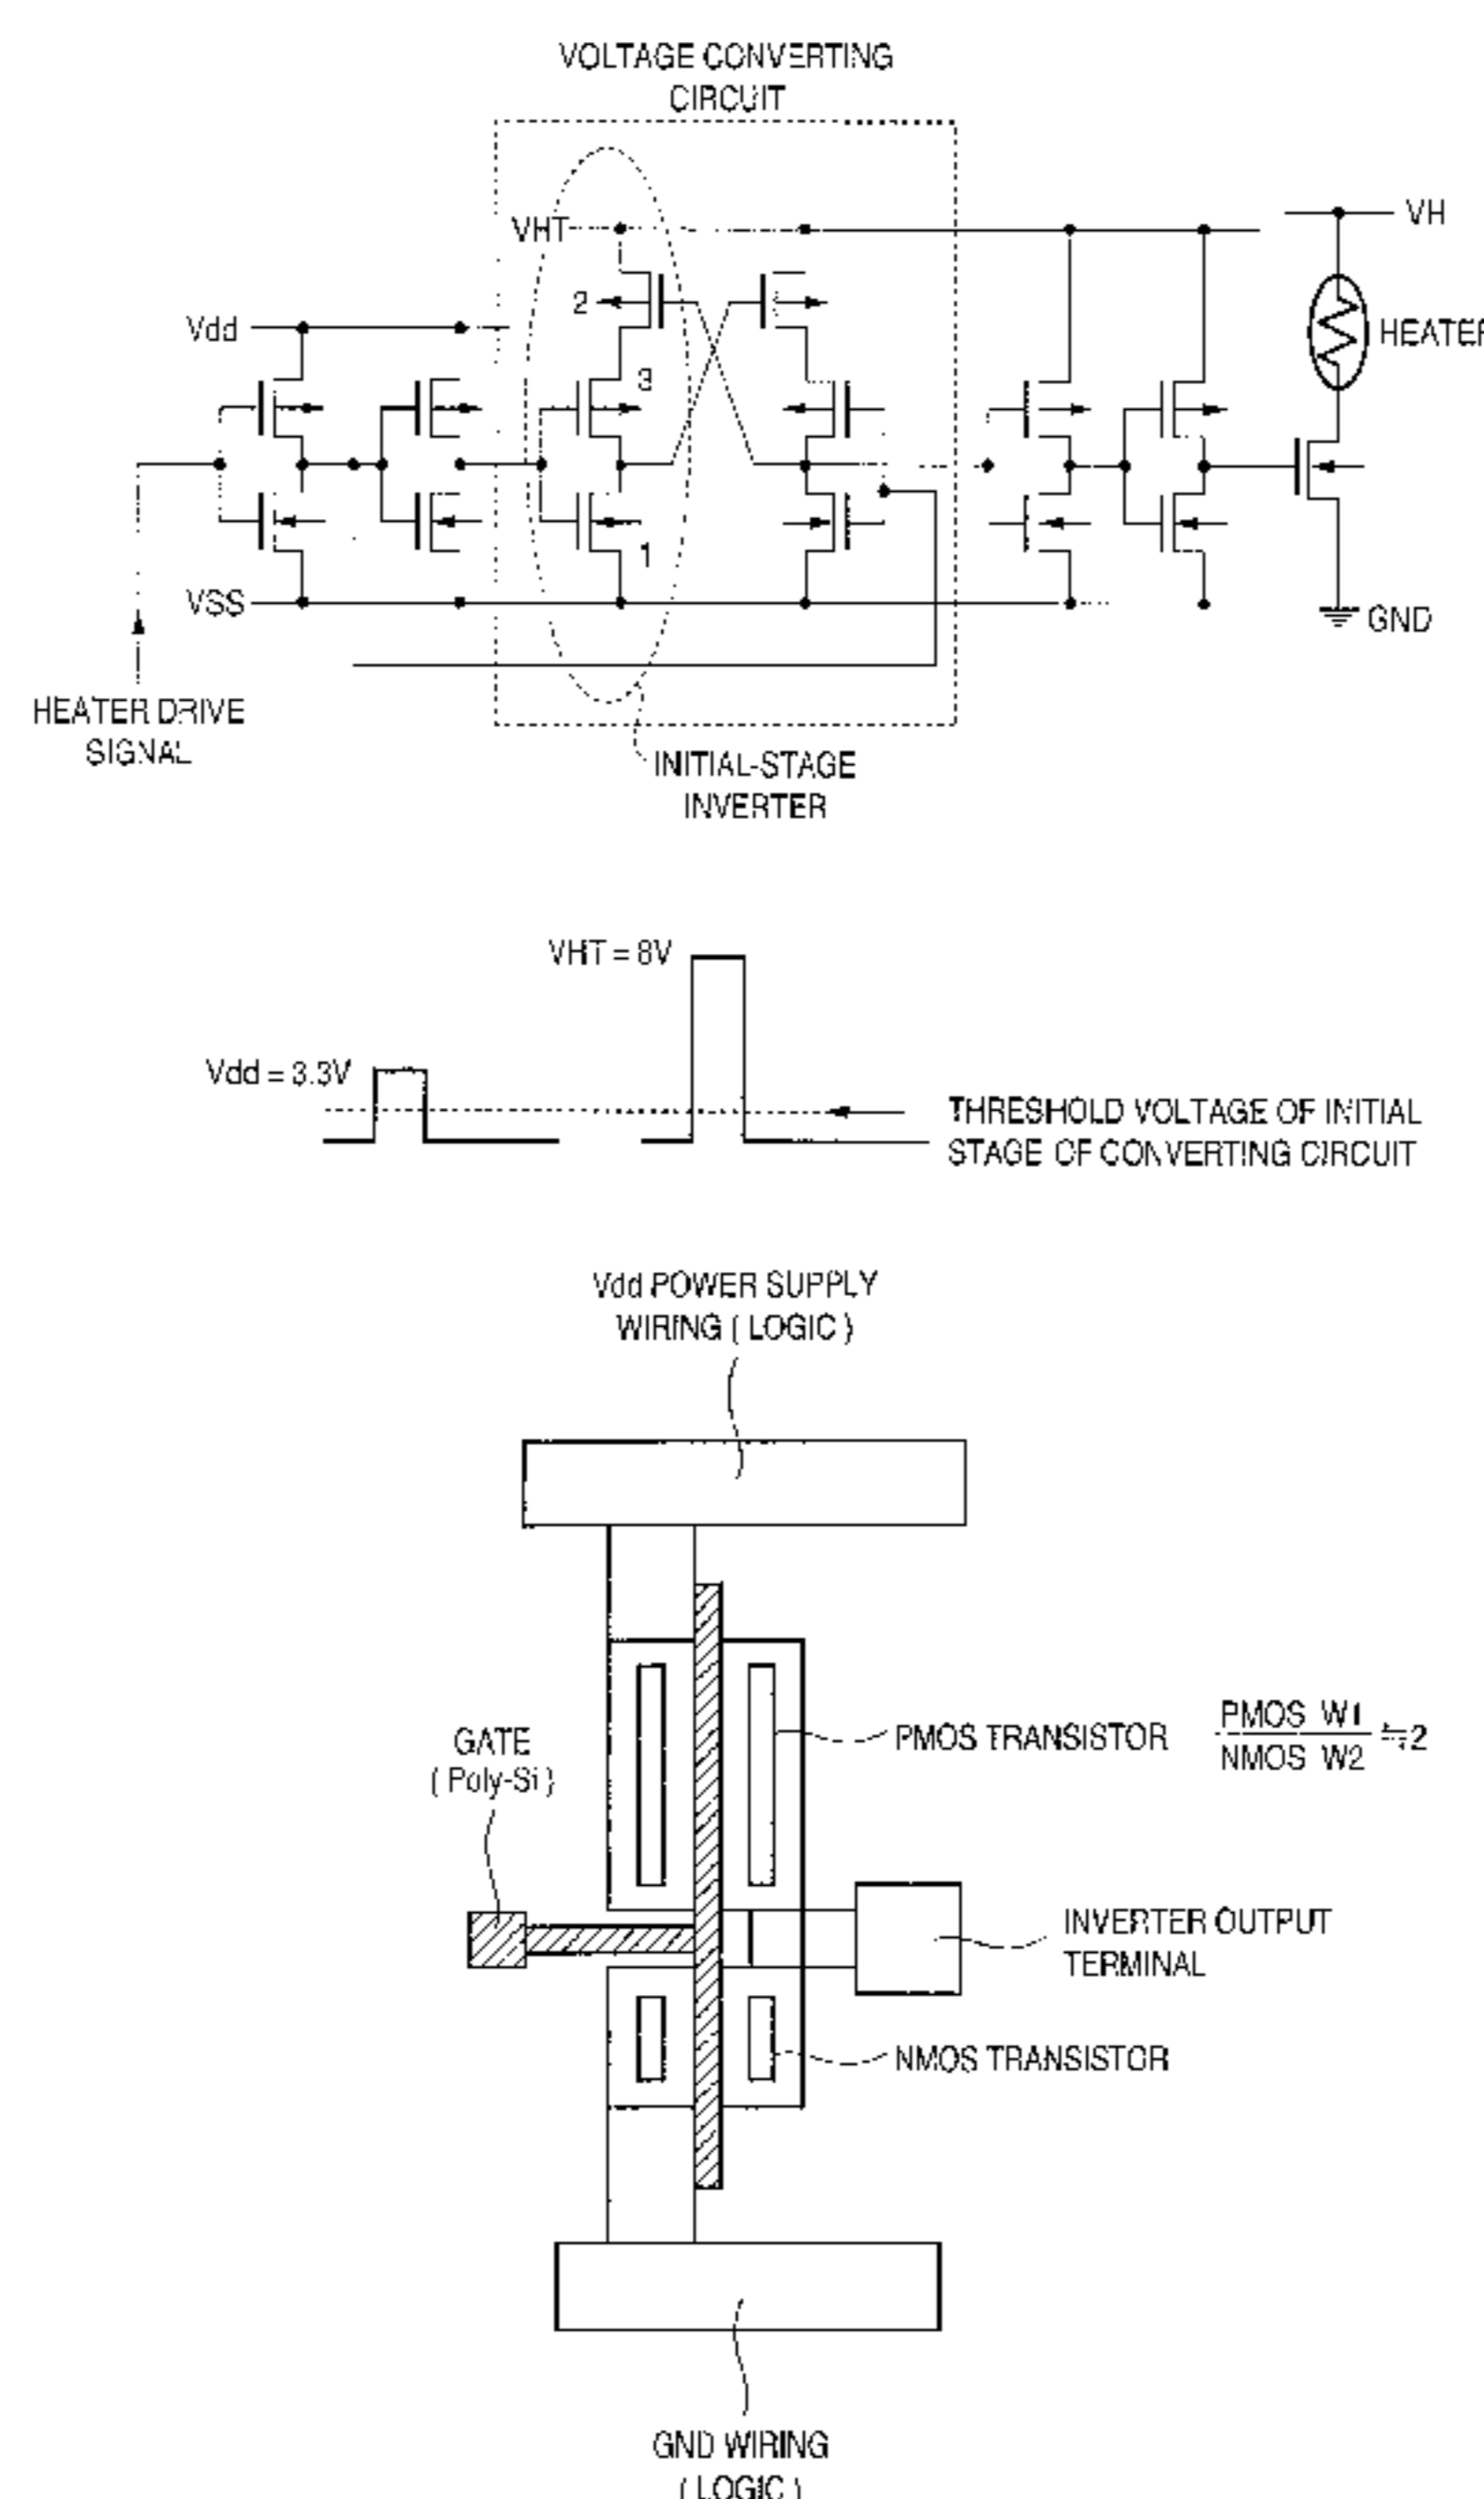 VOLTAGE CONVERTING
CIRCUIT
VHT
VH
2
Vdd
HEATER
3
1
VSS
GND
HEATER DRIVE
SIGNAL
INITIAL-STAGE
INVERTER
VHT = 8V
Vdd = 3.3V
THRESHOLD VOLTAGE OF INITIAL
STAGE OF CONVERTING CIRCUIT
Vdd POWER SUPPLY
WIRING ( LOGIC )
GATE
( Poly-Si )
PMOS TRANSISTOR
PMOS W1
NMOS W2
≒2
INVERTER OUTPUT
TERMINAL
NMOS TRANSISTOR
GND WIRING
( LOGIC )